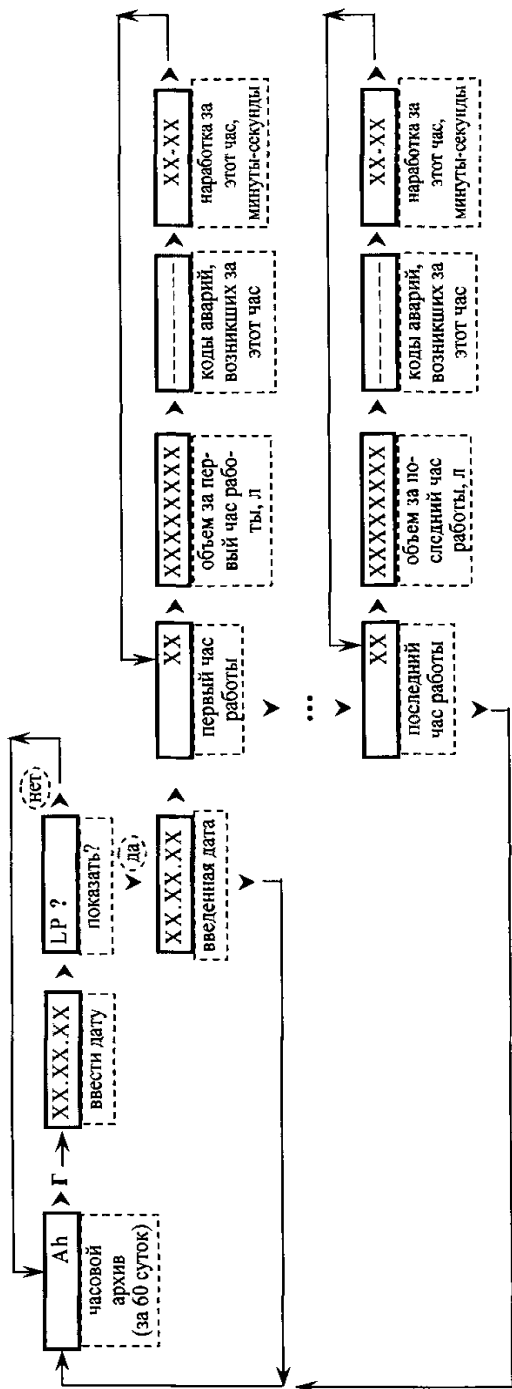 Ah
часовой
архив
(за 60 суток)
Г
XX.XX.XX
ввести дату
LP ?
показать?
нет
да
XX.XX.XX
введенная дата
XX
первый час
работы
XXXXXXXXX
объем за пер-
вый час рабо-
ты, л
--------
коды аварий,
возникших за
этот час
XX-XX
наработка за
этот час,
минуты-секунды
...
XX
последний
час работы
XXXXXXXXX
объем за по-
следний час
работы, л
--------
коды аварий,
возникших за
этот час
XX-XX
наработка за
этот час,
минуты-секунды